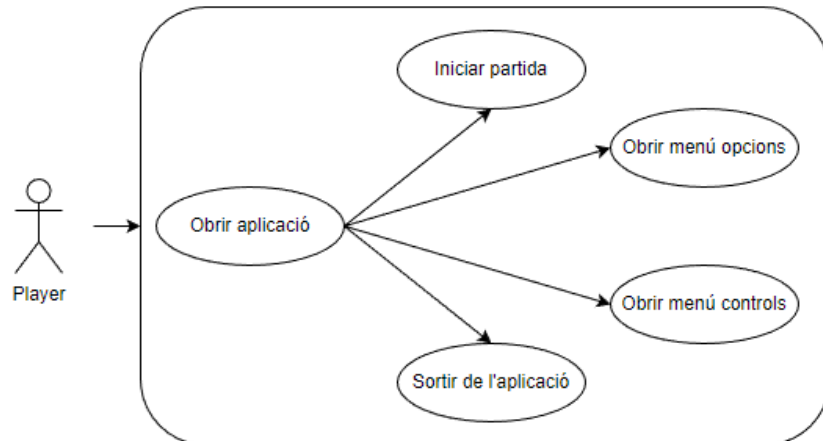 Iniciar partida
Obrir menú opcions
Obrir aplicació
Player
Obrir menú controls
Sortir de l'aplicació